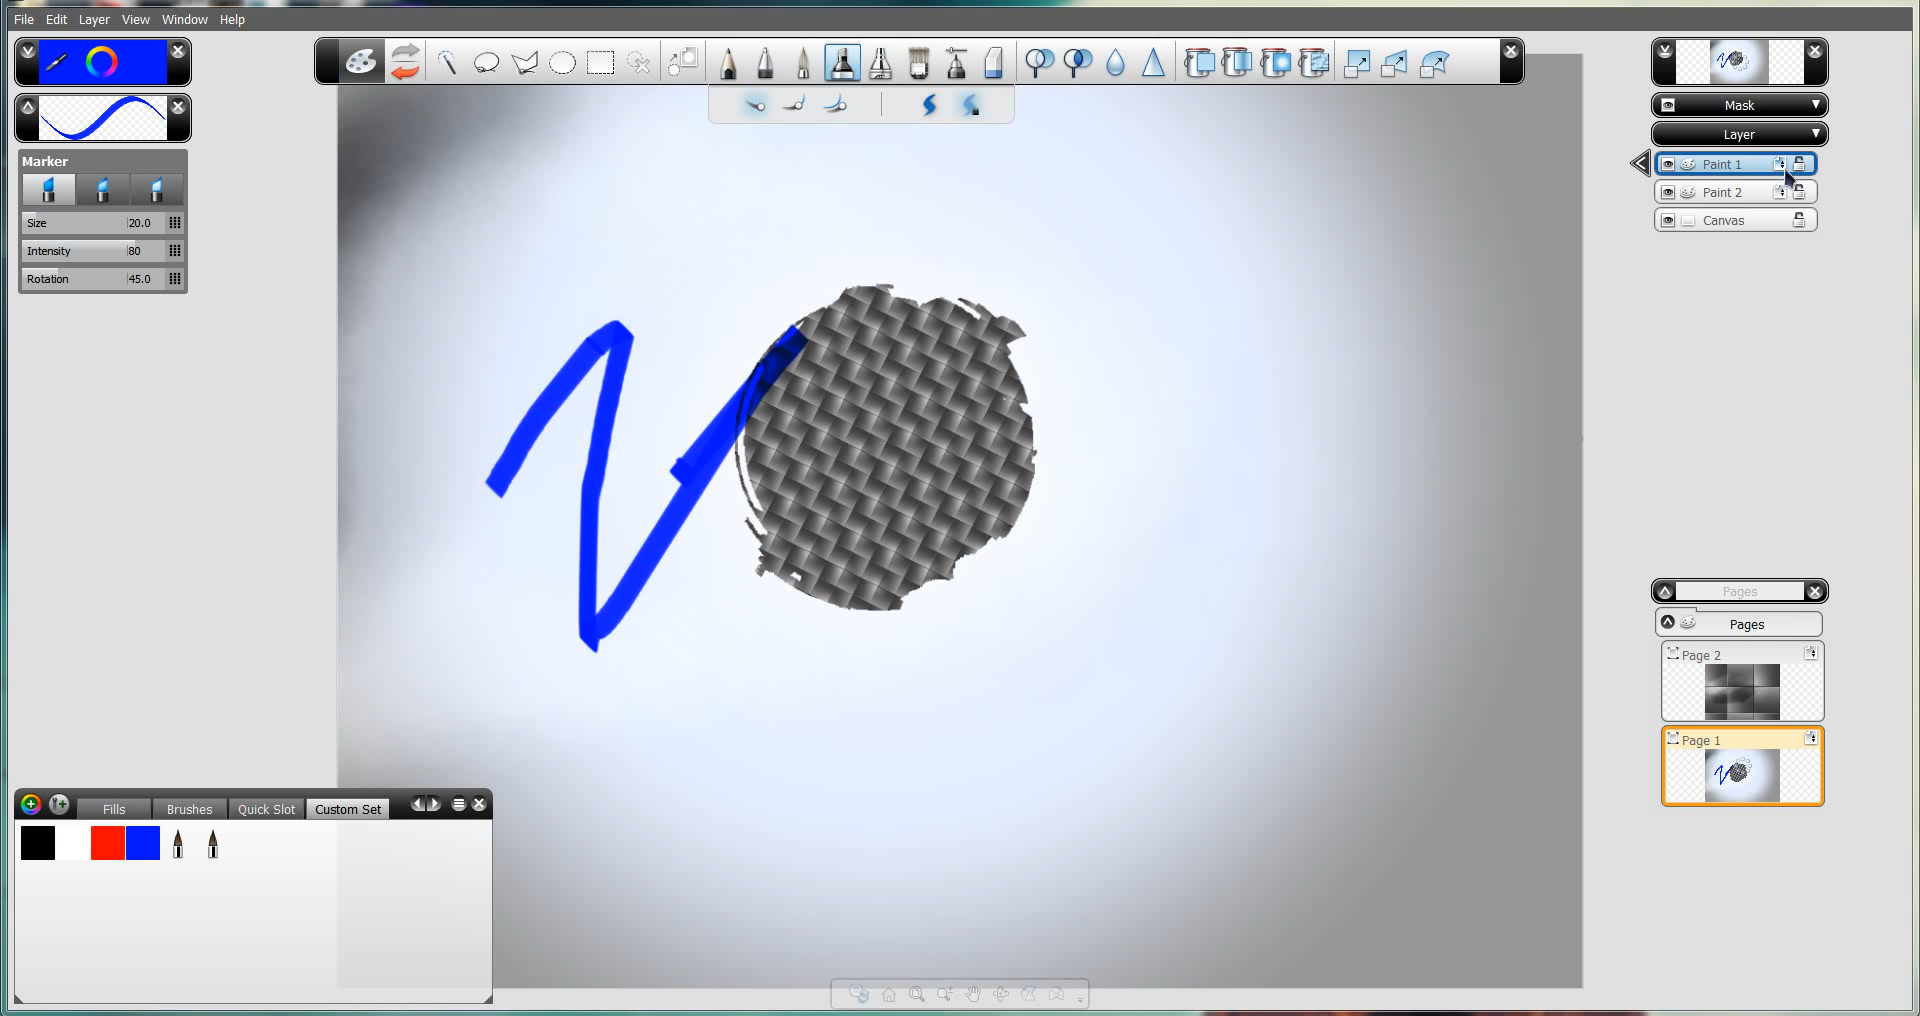 File Edit Layer View Window Help
Marker
Size 20.0
Intensity 80
Rotation 45.0
Mask
Layer
Paint 1
Paint 2
Canvas
Pages
Pages
Page 2
Page 1
Fills Brushes Quick Slot Custom Set